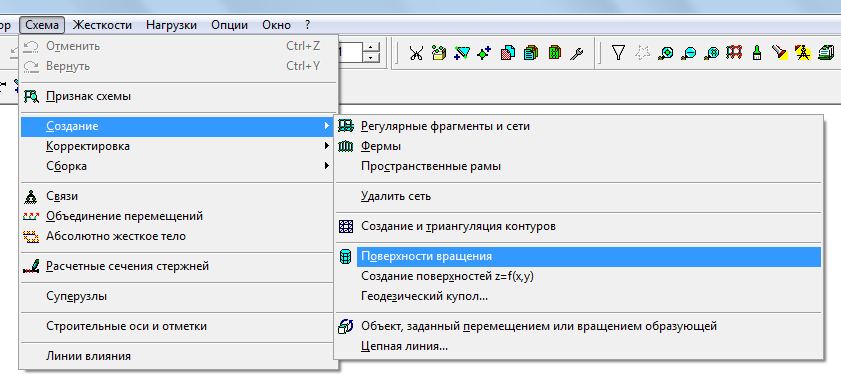 ор Схема Жесткости Нагрузки Опции Окно ?
Отменить Ctrl+Z
1
Вернуть Ctrl+Y
Признак схемы
Создание
Корректировка
Сборка
Связи
Объединение перемещений
Абсолютно жесткое тело
Расчетные сечения стержней
Суперузлы
Строительные оси и отметки
Линии влияния
Регулярные фрагменты и сети
Фермы
Пространственные рамы
Удалить сеть
Создание и триангуляция контуров
Поверхности вращения
Создание поверхностей z=f(x,y)
Геодезический купол...
Объект, заданный перемещением или вращением образующей
Цепная линия...